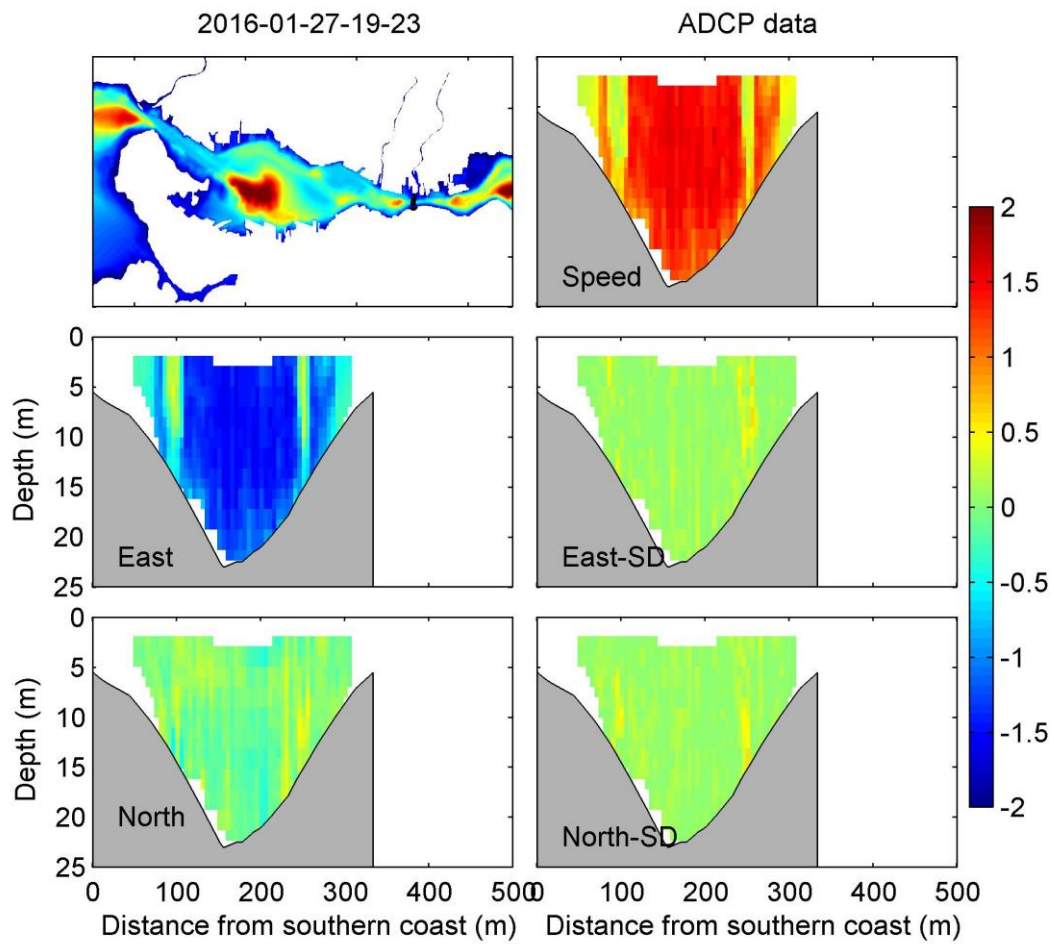 2016-01-27-19-23
ADCP data
Speed
2
1.5
1
0.5
0
-0.5
-1
-1.5
-2
0
5
10
15
20
25
Depth (m)
East
East-SD
0
5
10
15
20
25
Depth (m)
North
North-SD
0 100 200 300 400 500
0 100 200 300 400 500
Distance from southern coast (m)
Distance from southern coast (m)